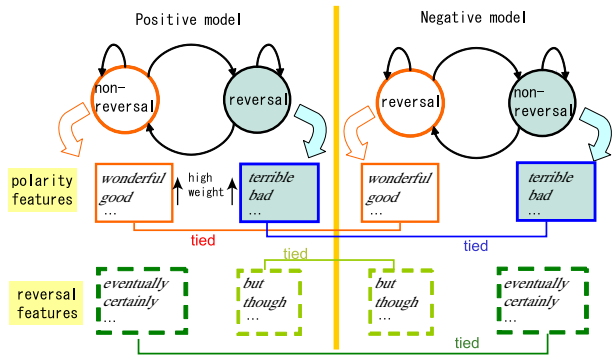 Positive model
Negative model
non-
reversal
reversal
reversal
non-
reversal
polarity
features
wonderful
good
...
high
weight
terrible
bad
...
wonderful
good
...
terrible
bad
...
tied
tied
tied
reversal
features
eventually
certainly
...
but
though
...
but
though
...
eventually
certainly
...
tied